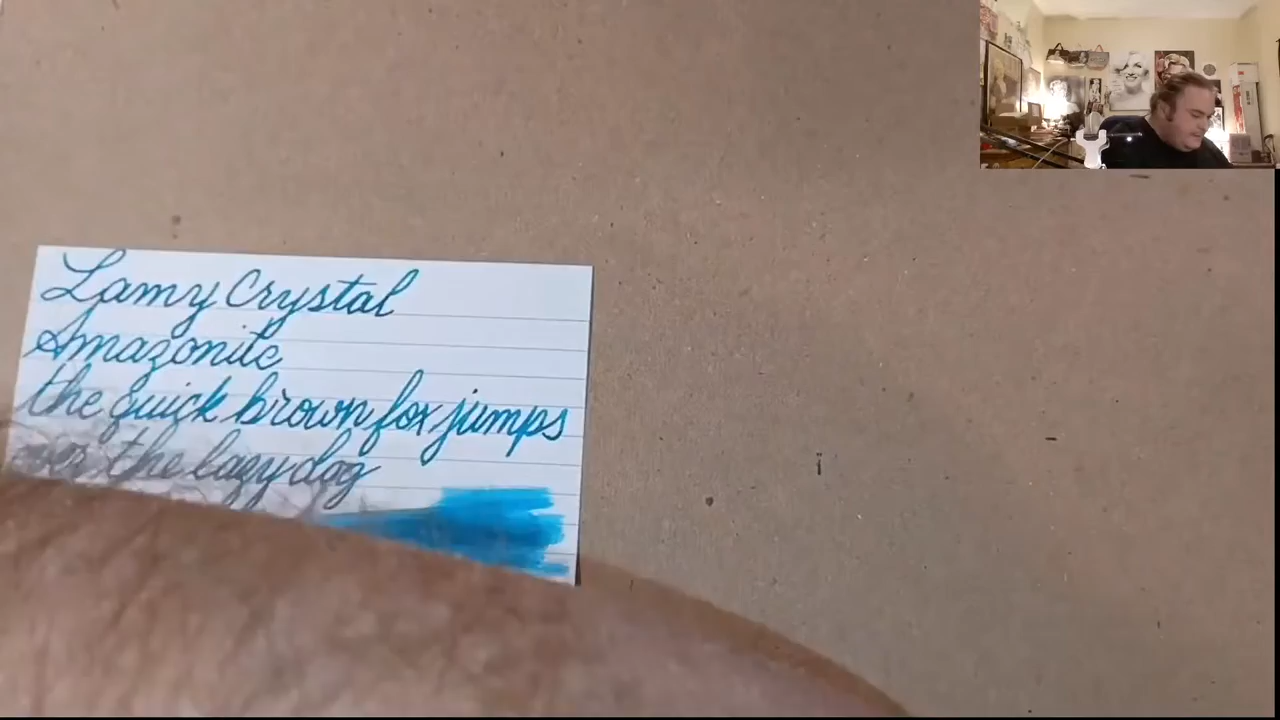 Lamy Crystal
Amazonite
the quick brown fox jumps
over the lazy dog